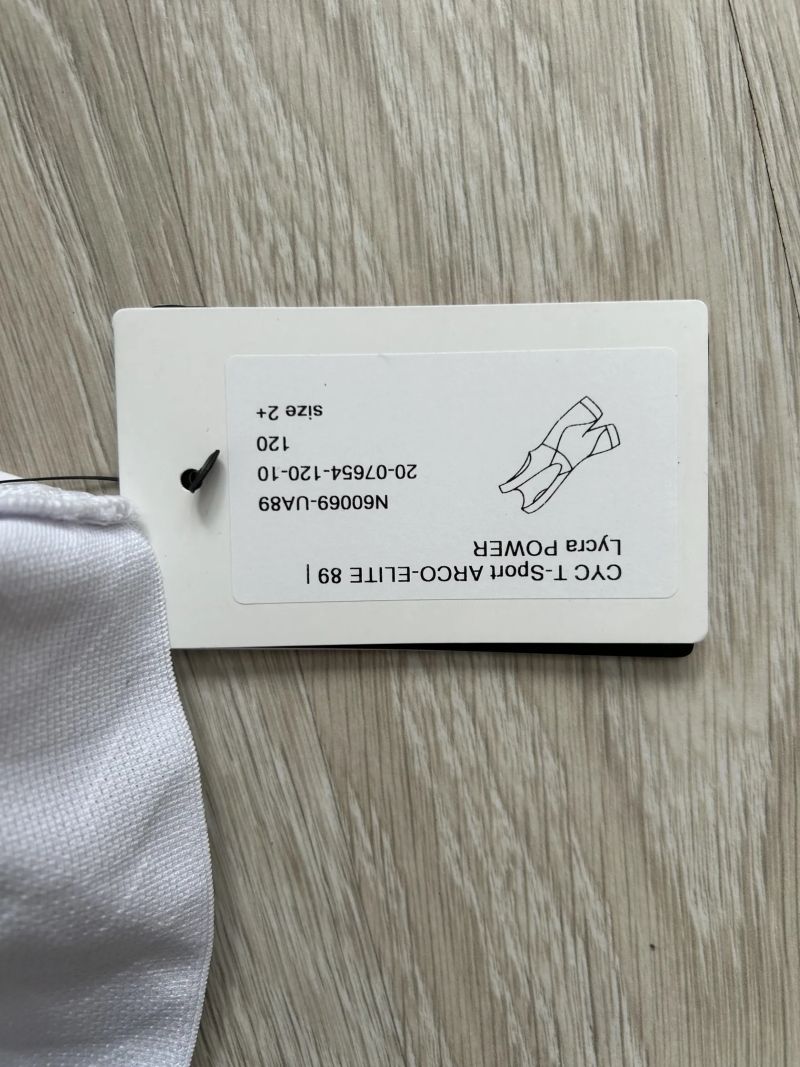 CYC T-Sport ARCO-ELITE 89 |
Lycra POWER
N60069-UA89
20-07654-120-10
120
size 2+